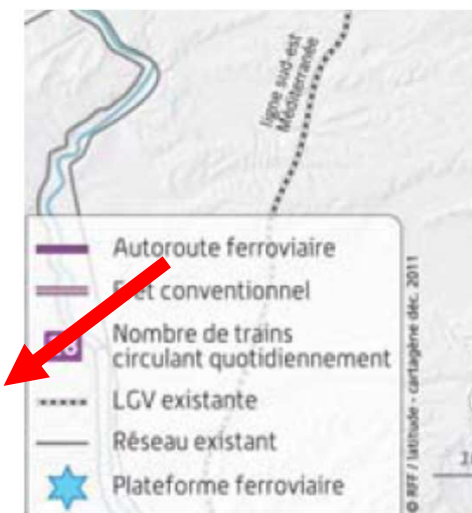 ligne sud-est
Méditerranée
Autoroute ferroviaire
conventionnel
Nombre de trains
circulant quotidiennement
LGV existante
Réseau existant
Plateforme ferroviaire
© RFF / latitude - cartagène déc. 2011